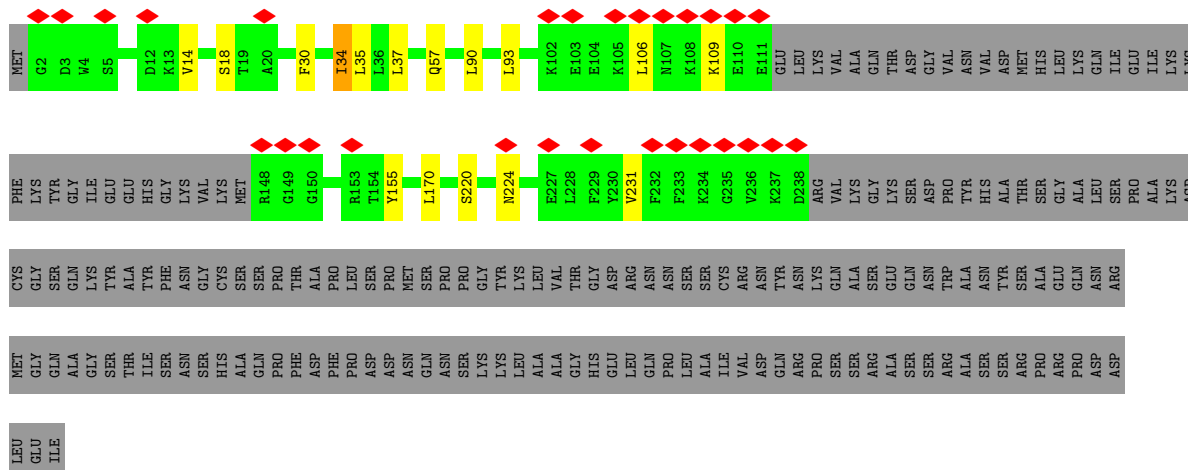 MET G2 D3 W4 S5 D12 K13 V14 S18 T19 A20 F30 I34 L35 L36 L37 Q57 L90 L93 K102 E103 E104 K105 L106 N107 K108 K109 E110 E111 GLU LEU LYS VAL ALA GLN THR ASP GLY VAL ASN VAL ASP MET HIS LEU LYS GLN ILE GLU ILE LYS
PHE LYS TYR GLY ILE GLU GLU HIS GLY LYS VAL LYS MET R148 G149 G150 R153 T154 Y155 L170 S220 N224 E227 L228 F229 Y230 V231 F232 F233 K234 G235 V236 K237 D238 ARG VAL LYS GLY LYS SER ASP PRO TYR HIS ALA THR SER GLY ALA LEU SER PRO ALA LYS
CYS GLY SER GLN LYS TYR ALA TYR PHE ASN GLY CYS SER SER PRO THR ALA PRO LEU SER PRO MET SER PRO PRO GLY TYR LYS LEU VAL THR GLY ASP ARG ASN ASN SER SER CYS ARG ASN TYR ASN LYS GLN ALA SER GLU GLN ASN TRP ALA ASN TYR SER ALA GLU GLN ASN ARG
MET GLY GLN ALA GLY SER THR ILE SER ASN SER HIS ALA GLN PRO PHE ASP PHE PRO ASP ASP ASN GLN ASN SER LYS LYS LEU ALA ALA GLY HIS GLU LEU GLN PRO LEU ALA ILE VAL ASP GLN ARG PRO SER SER ARG ALA SER SER ARG ALA SER SER ARG PRO ARG PRO ASP ASP
LEU GLU ILE